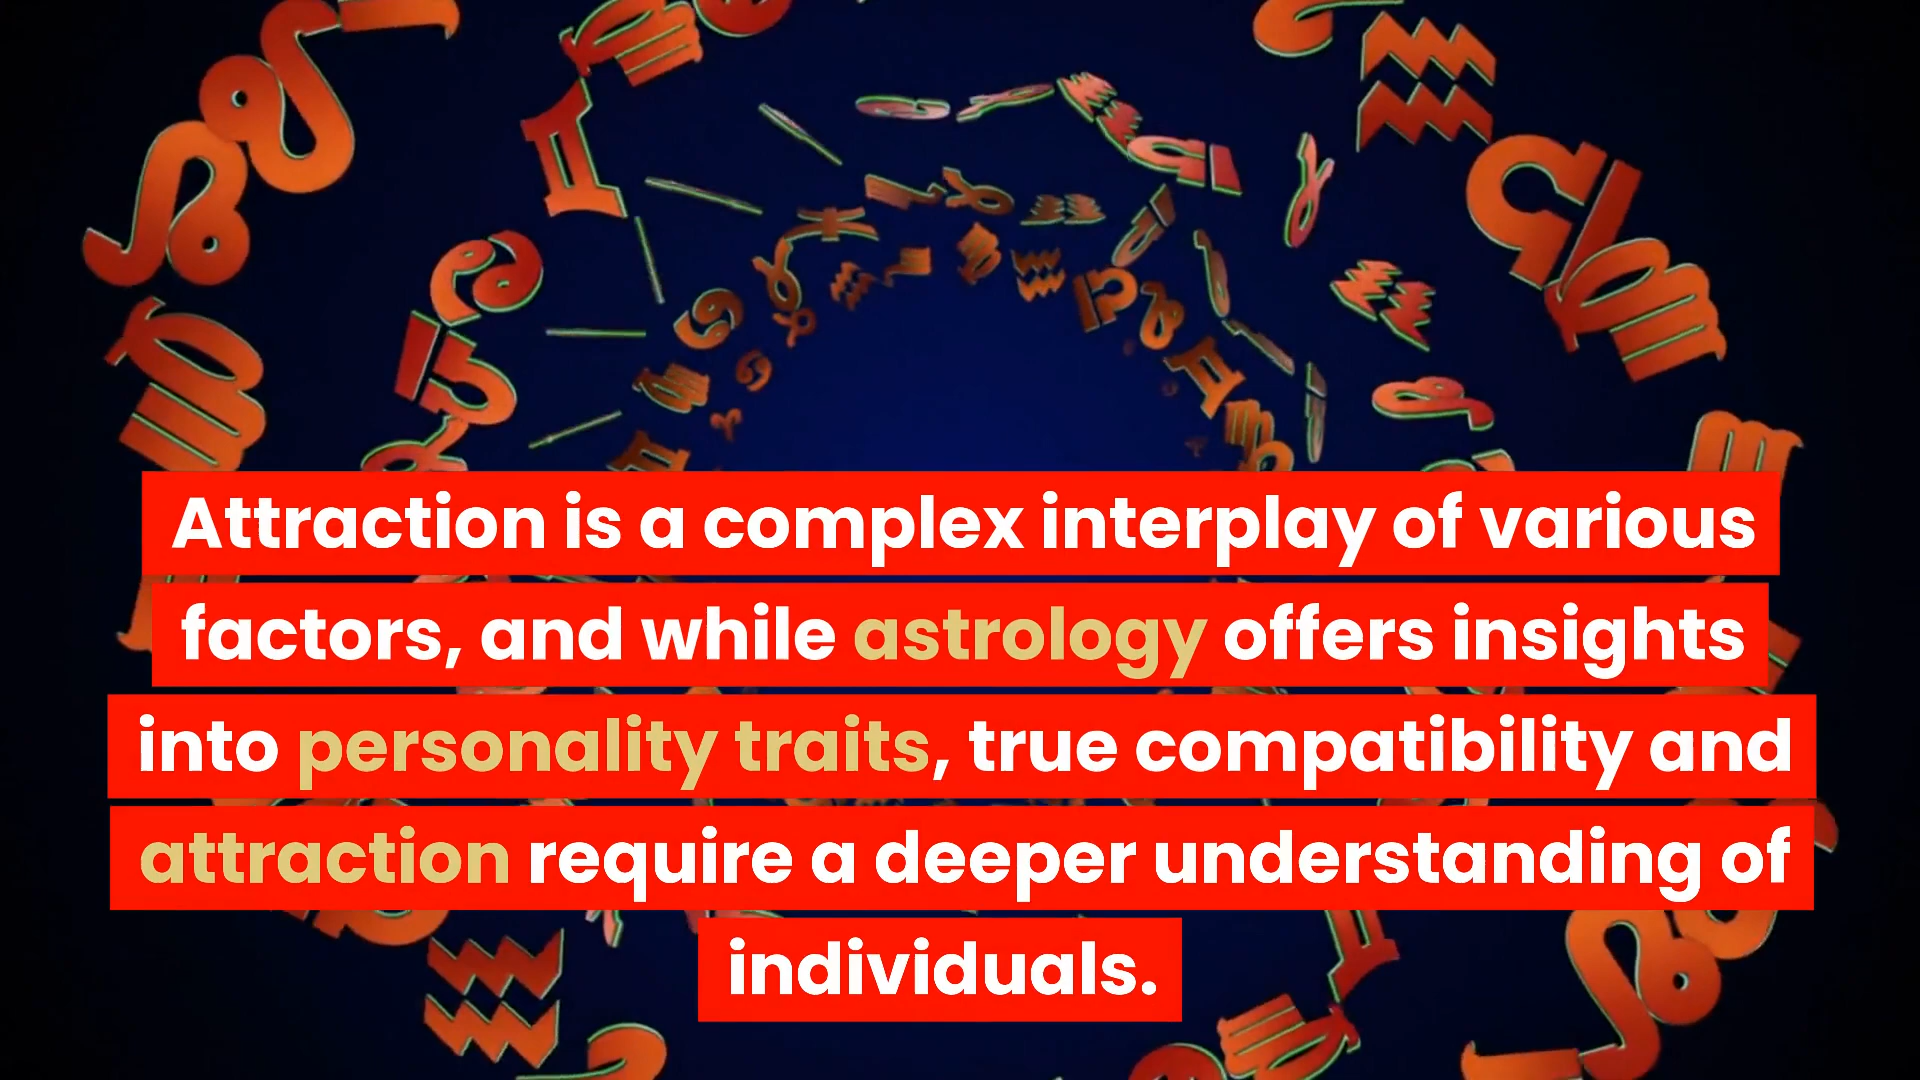 Attraction is a complex interplay of various
factors, and while astrology offers insights
into personality traits, true compatibility and
attraction require a deeper understanding of
individuals.